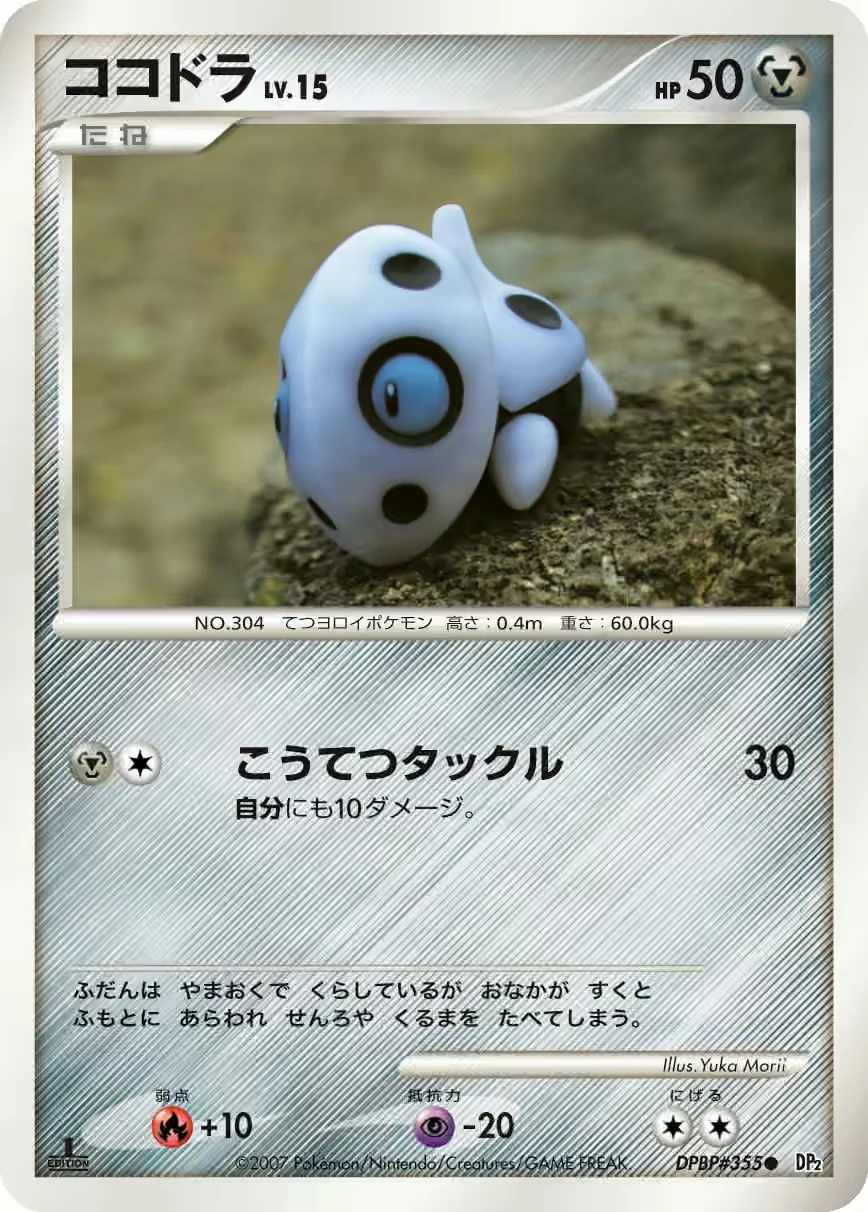 ココドラ LV.15 HP 50
たね
NO.304 てつヨロイポケモン 高さ：0.4m 重さ：60.0kg
こうてつタックル 30
自分にも10ダメージ。
ふだんは やまおくで くらしているが おなかが すくと
ふもとに あらわれ せんろや くるまを たべてしまう。
Illus.Yuka Morii
弱点 抵抗力 にげる
+10 -20
1 EDITION ©2007 Pokémon/Nintendo/Creatures/GAME FREAK. DPBP#355● DP2